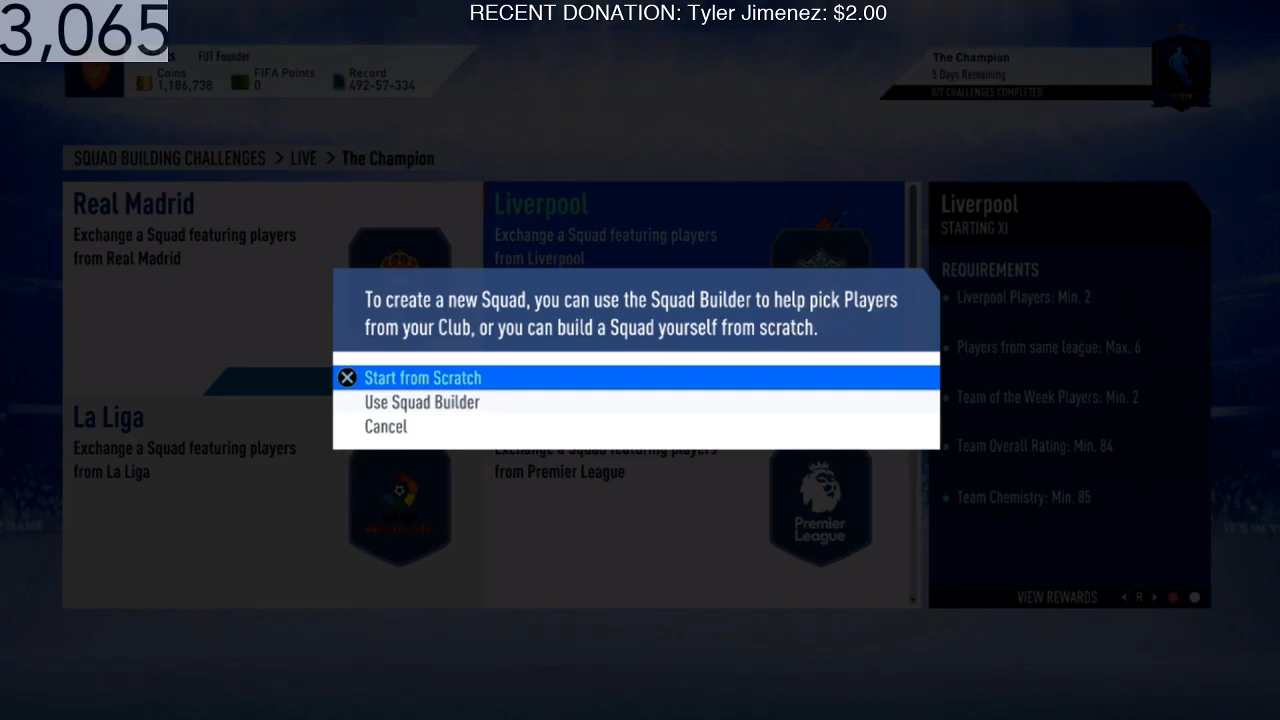 RECENT DONATION: Tyler Jimenez: $2.00
3,065
FUT Founder
Coins
1,186,738
FIFA Points
0
Record
492-57-334
The Champion
5 Days Remaining
0/7 CHALLENGES COMPLETED
SQUAD BUILDING CHALLENGES > LIVE > The Champion
Real Madrid
Exchange a Squad featuring players
from Real Madrid
Liverpool
Exchange a Squad featuring players
from Liverpool
Liverpool
STARTING XI
REQUIREMENTS
Liverpool Players: Min. 2
Players from same league: Max. 6
Team of the Week Players: Min. 2
Team Overall Rating: Min. 84
Team Chemistry: Min. 85
To create a new Squad, you can use the Squad Builder to help pick Players
from your Club, or you can build a Squad yourself from scratch.
Start from Scratch
Use Squad Builder
Cancel
La Liga
Exchange a Squad featuring players
from La Liga
Exchange a Squad featuring players
from Premier League
Premier
League
VIEW REWARDS
R